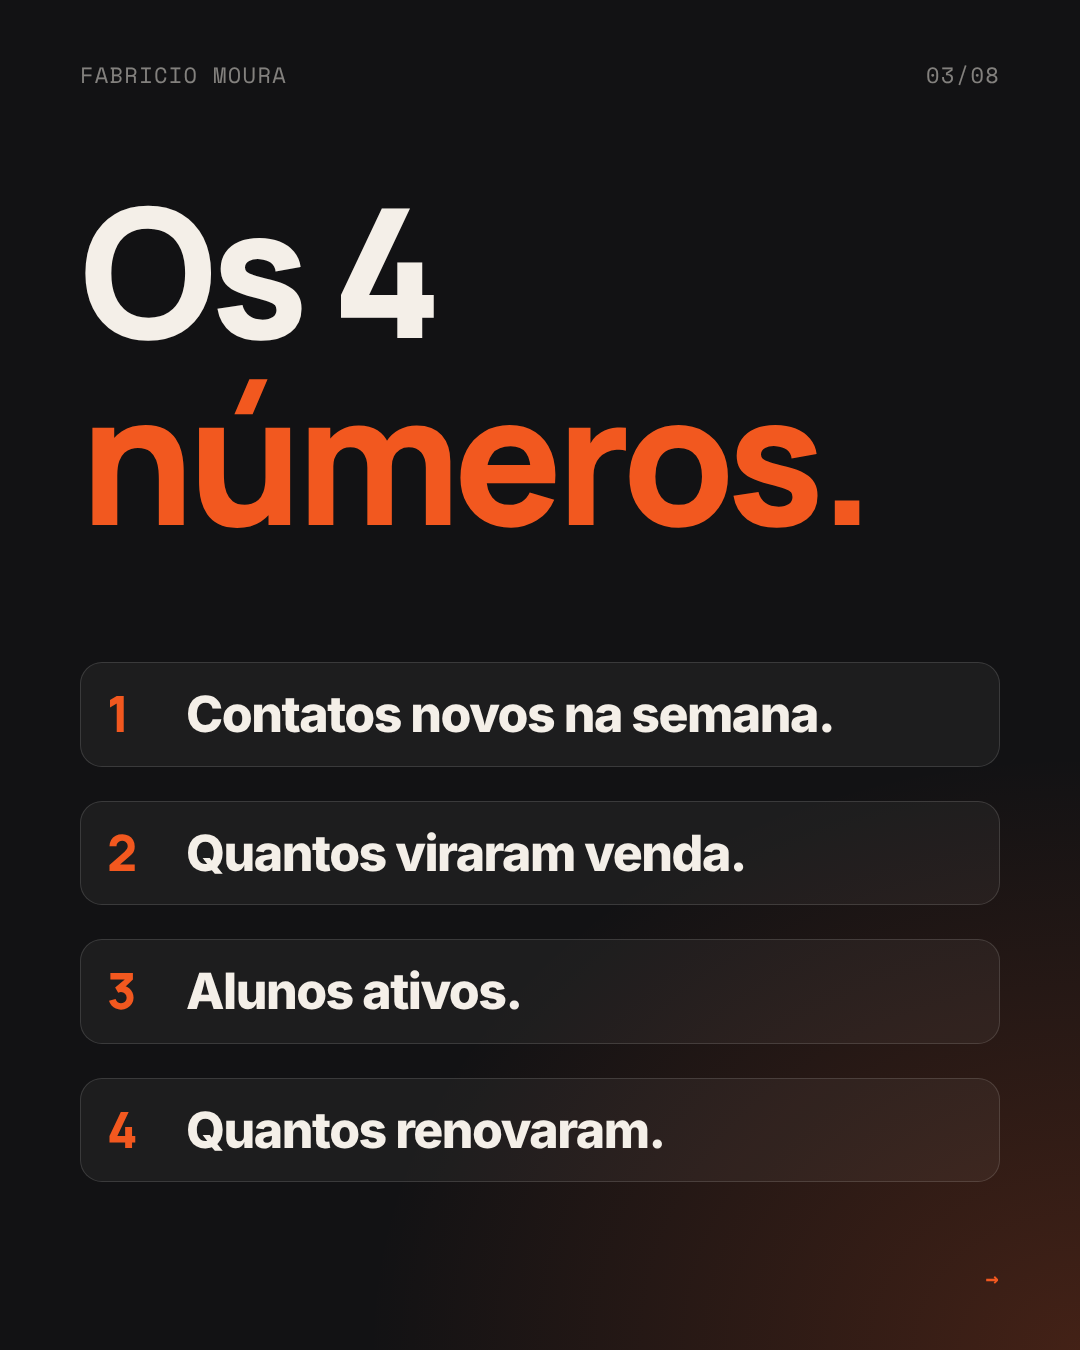 FABRICIO MOURA
03/08
Os 4
números.
1 Contatos novos na semana.
2 Quantos viraram venda.
3 Alunos ativos.
4 Quantos renovaram.
→